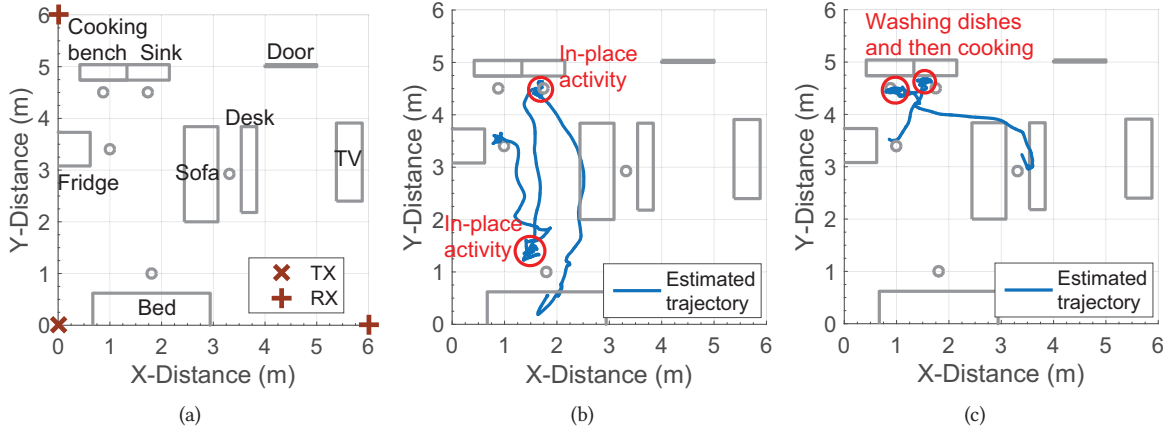 6
5
4
3
2
1
0
Y-Distance (m)
Cooking
bench
Sink
Door
Desk
Sofa
TV
Fridge
Bed
TX
RX
0 1 2 3 4 5 6
X-Distance (m)
(a)
6
5
4
3
2
1
0
Y-Distance (m)
In-place
activity
In-place
activity
Estimated
trajectory
0 1 2 3 4 5 6
X-Distance (m)
(b)
6
5
4
3
2
1
0
Y-Distance (m)
Washing dishes
and then cooking
Estimated
trajectory
0 1 2 3 4 5 6
X-Distance (m)
(c)